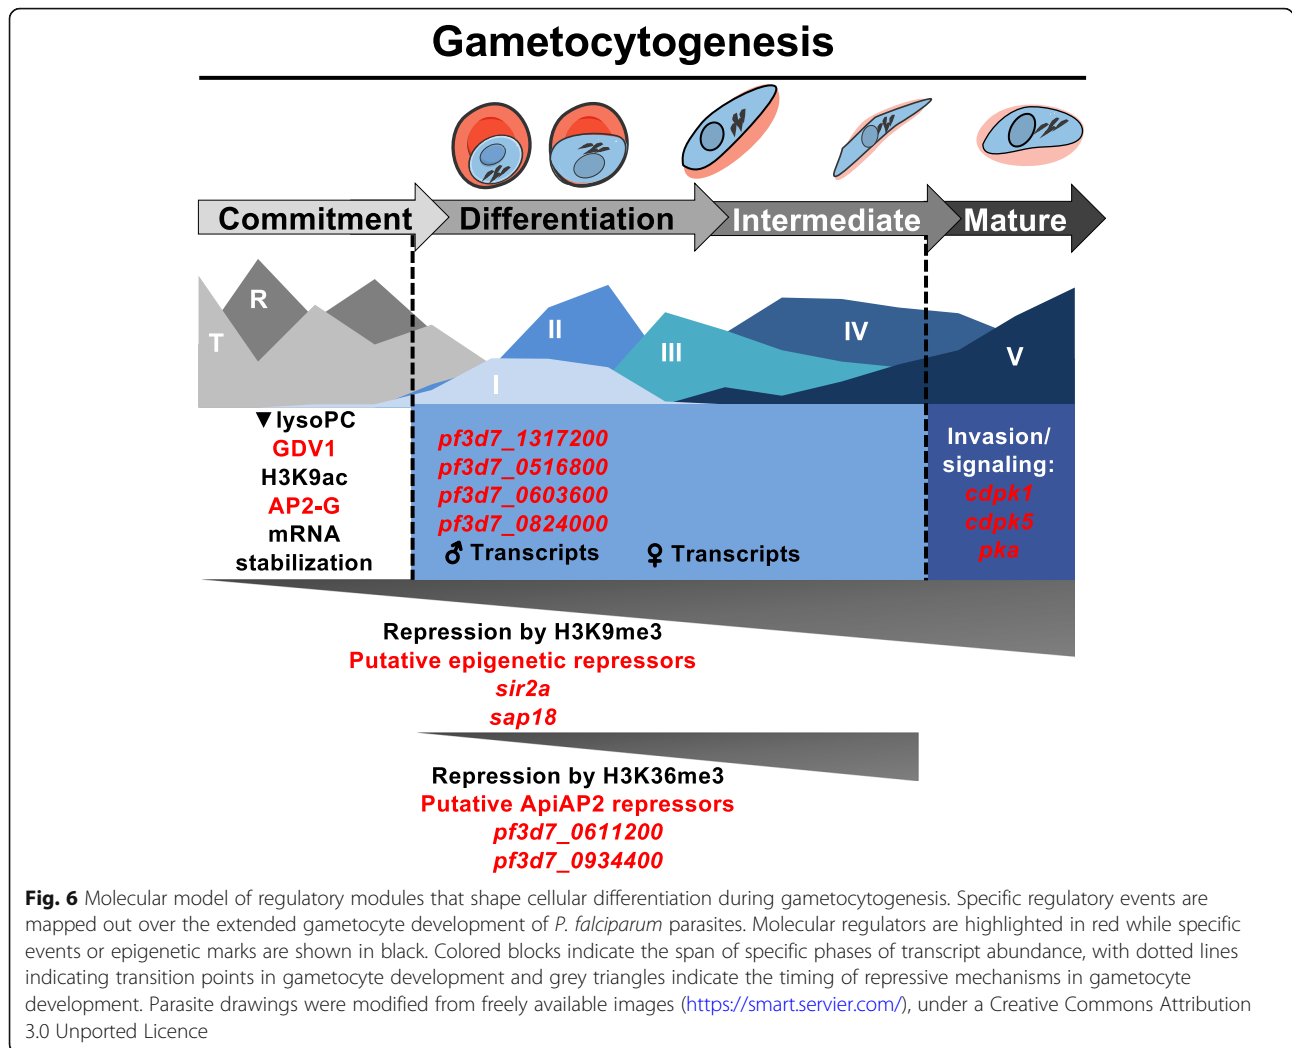 Gametocytogenesis
Commitment
Differentiation
Intermediate
Mature
T
R
I
II
III
IV
V
▼lysoPC
GDV1
H3K9ac
AP2-G
mRNA
stabilization
pf3d7_1317200
pf3d7_0516800
pf3d7_0603600
pf3d7_0824000
♂ Transcripts
♀ Transcripts
Invasion/
signaling:
cdpk1
cdpk5
pka
Repression by H3K9me3
Putative epigenetic repressors
sir2a
sap18
Repression by H3K36me3
Putative ApiAP2 repressors
pf3d7_0611200
pf3d7_0934400
Fig. 6 Molecular model of regulatory modules that shape cellular differentiation during gametocytogenesis. Specific regulatory events are
mapped out over the extended gametocyte development of P. falciparum parasites. Molecular regulators are highlighted in red while specific
events or epigenetic marks are shown in black. Colored blocks indicate the span of specific phases of transcript abundance, with dotted lines
indicating transition points in gametocyte development and grey triangles indicate the timing of repressive mechanisms in gametocyte
development. Parasite drawings were modified from freely available images (https://smart.servier.com/), under a Creative Commons Attribution
3.0 Unported Licence